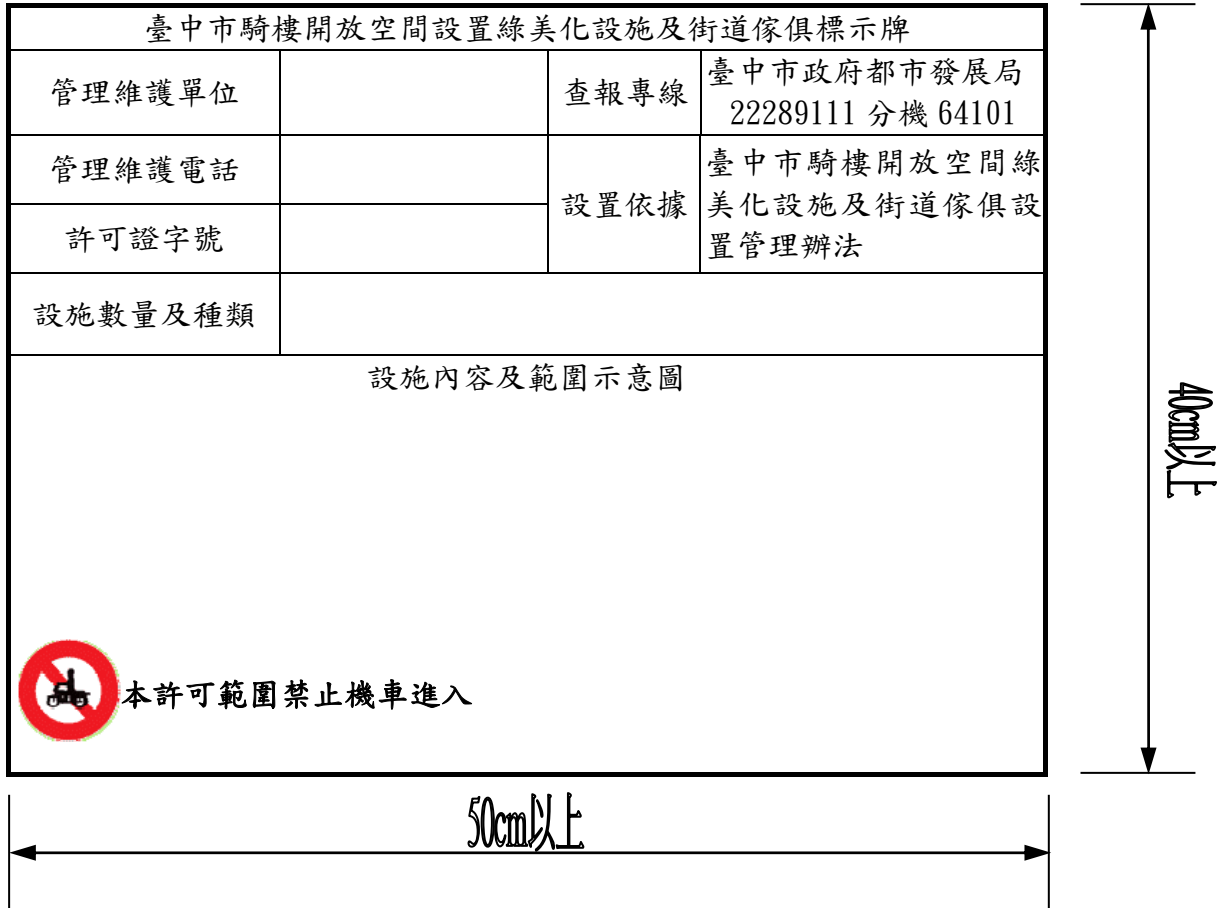 臺中市騎樓開放空間設置綠美化設施及街道傢俱標示牌
管理維護單位
查報專線
臺中市政府都市發展局
22289111 分機 64101
管理維護電話
許可證字號
設置依據
臺中市騎樓開放空間綠
美化設施及街道傢俱設
置管理辦法
設施數量及種類
設施內容及範圍示意圖
本許可範圍禁止機車進入
40cm以上
50cm以上